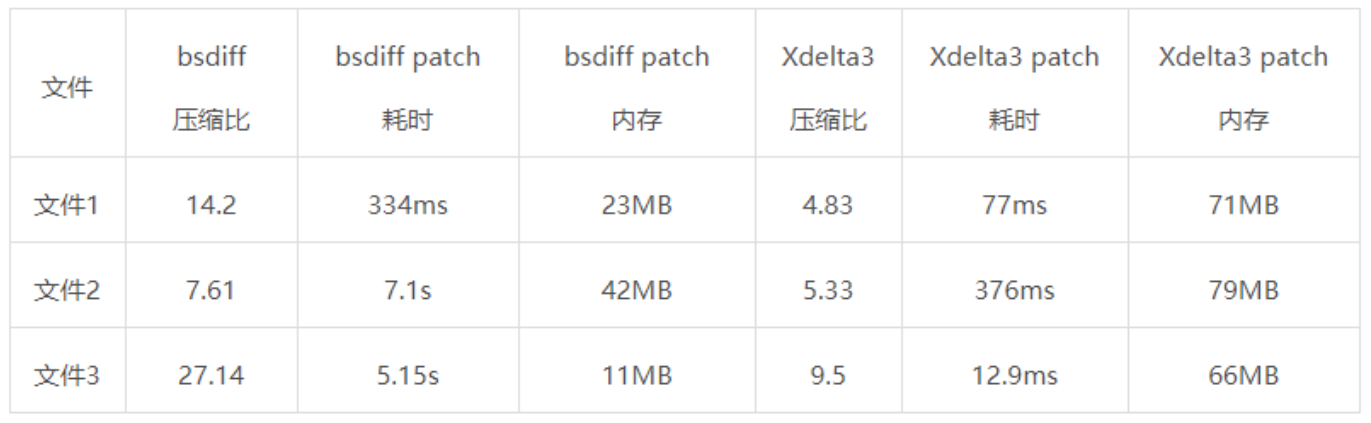 文件 bsdiff 压缩比 bsdiff patch 耗时 bsdiff patch 内存 Xdelta3 压缩比 Xdelta3 patch 耗时 Xdelta3 patch 内存
文件1 14.2 334ms 23MB 4.83 77ms 71MB
文件2 7.61 7.1s 42MB 5.33 376ms 79MB
文件3 27.14 5.15s 11MB 9.5 12.9ms 66MB